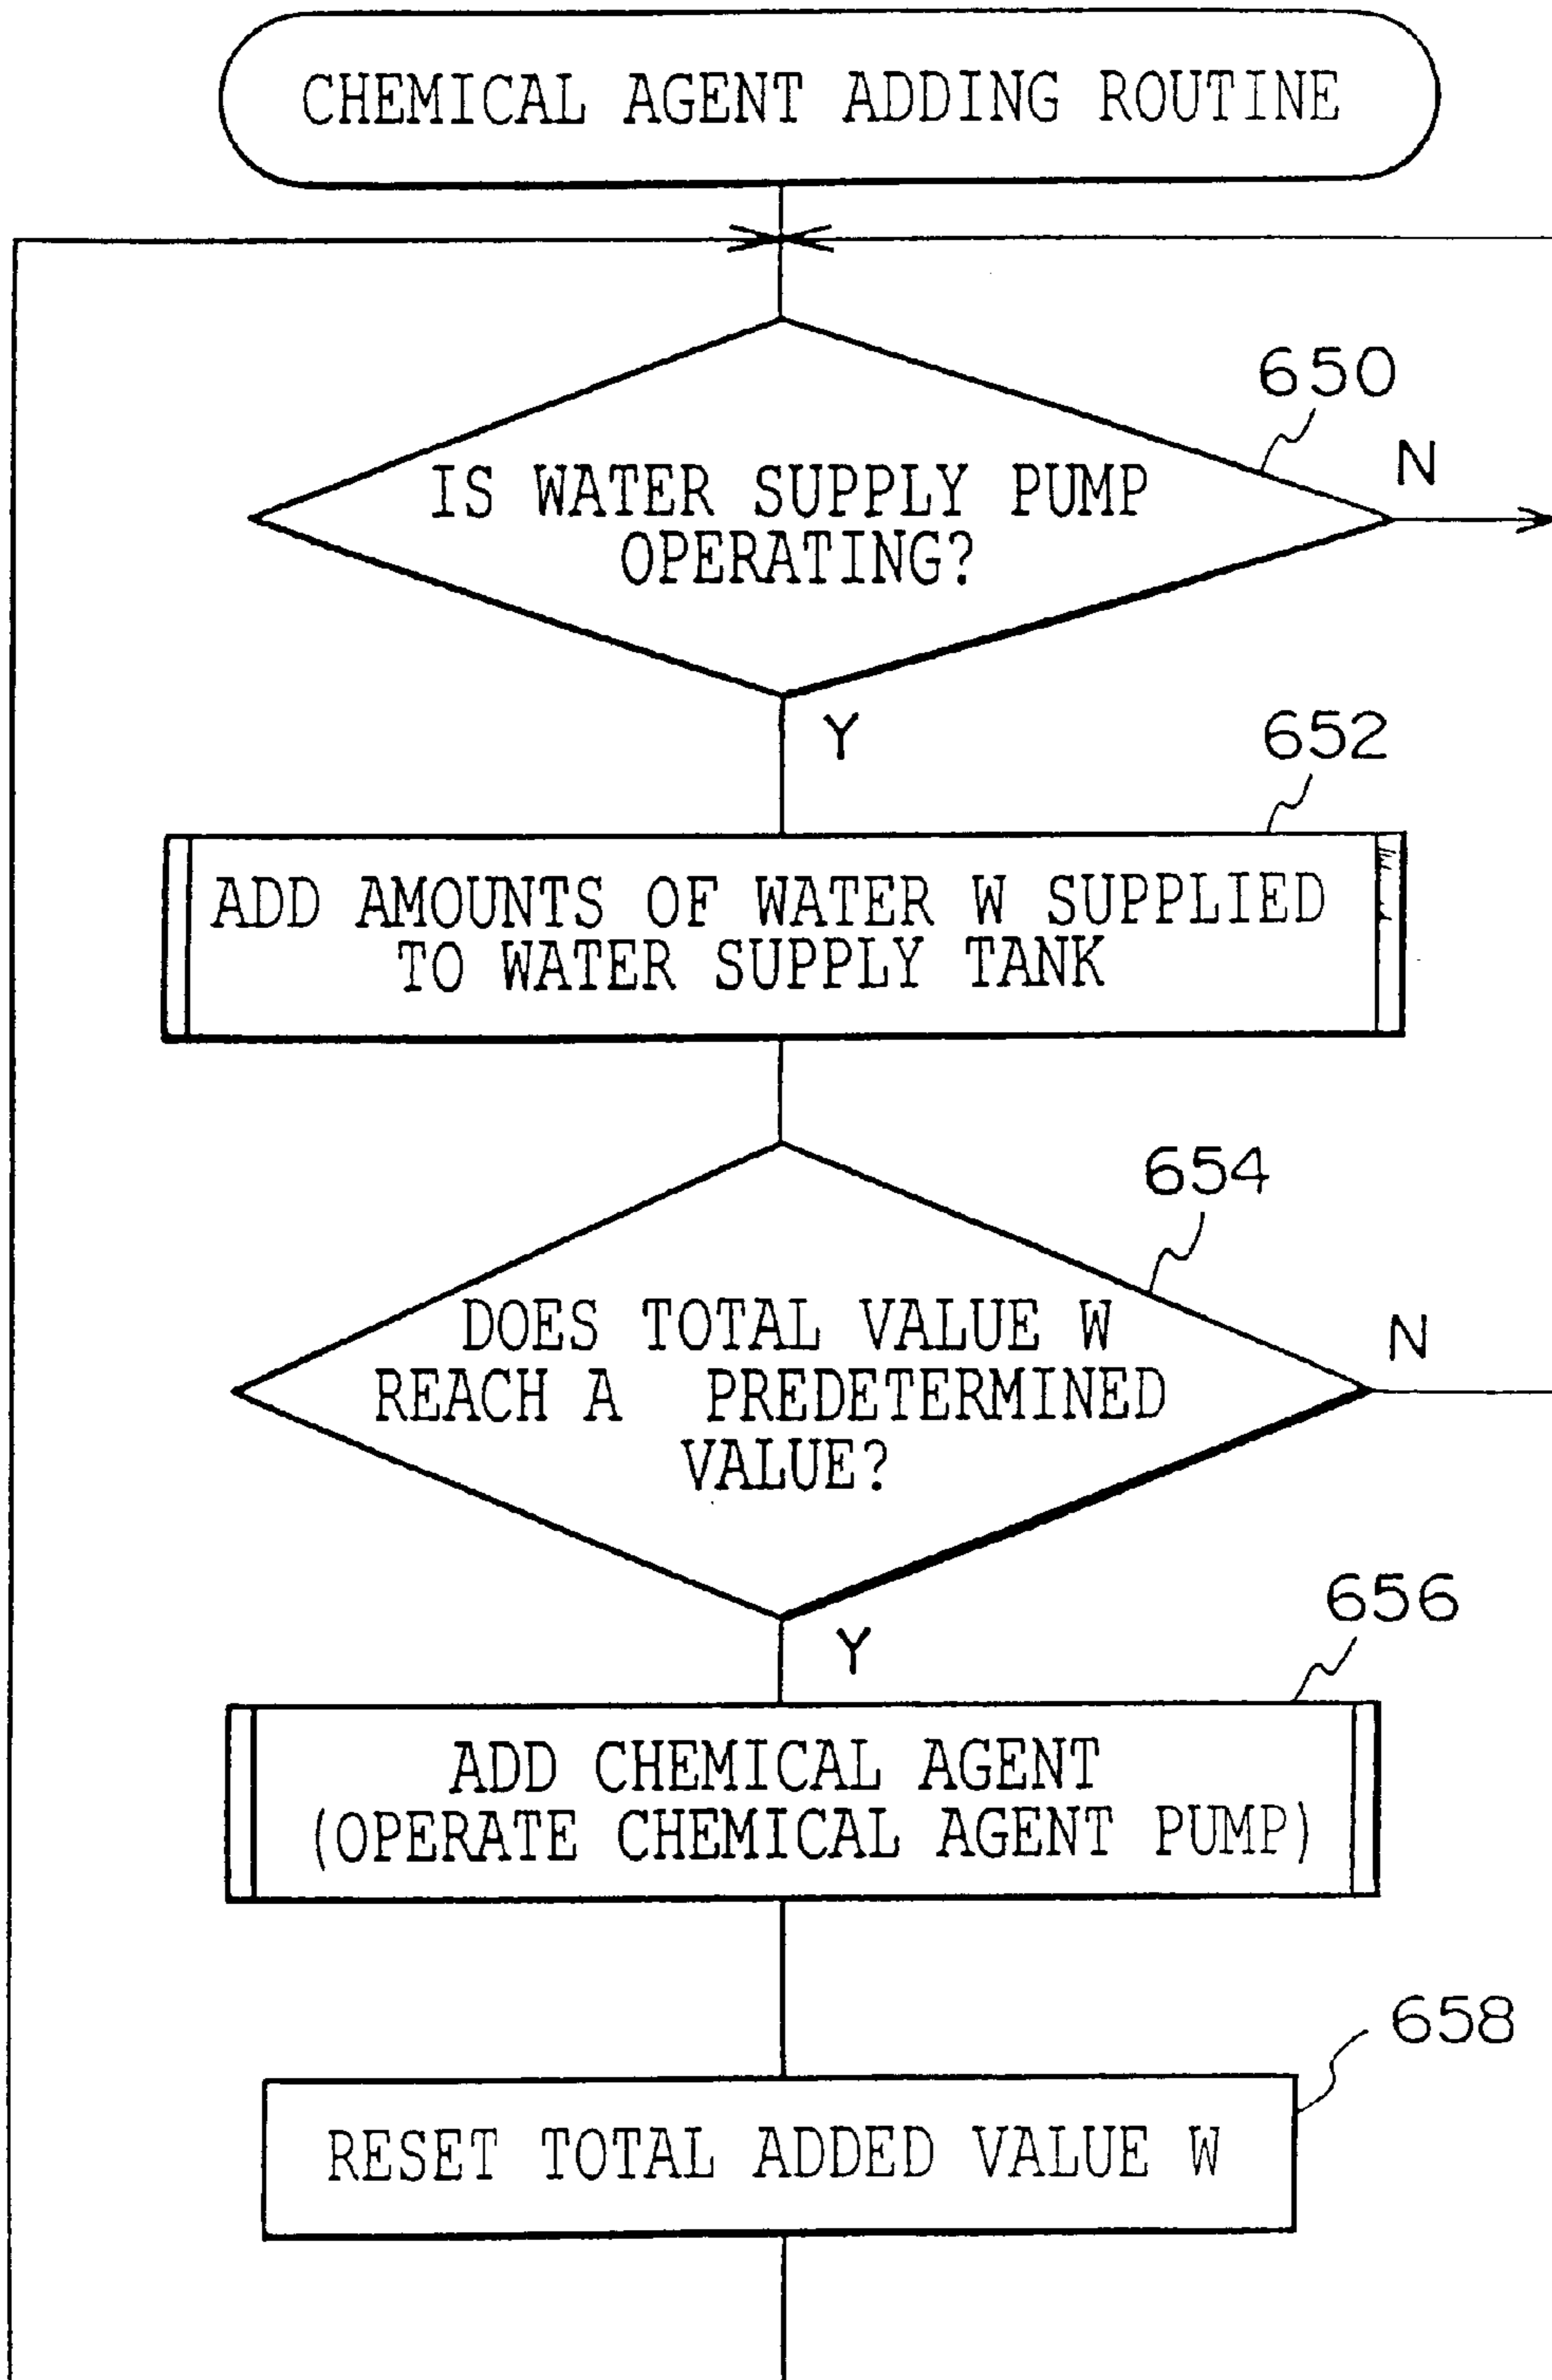 CHEMICAL AGENT ADDING ROUTINE
650
N
IS WATER SUPPLY PUMP
OPERATING?
Y
652
ADD AMOUNTS OF WATER W SUPPLIED
TO WATER SUPPLY TANK
654
N
DOES TOTAL VALUE W
REACH A PREDETERMINED
VALUE?
Y
656
ADD CHEMICAL AGENT
(OPERATE CHEMICAL AGENT PUMP)
658
RESET TOTAL ADDED VALUE W